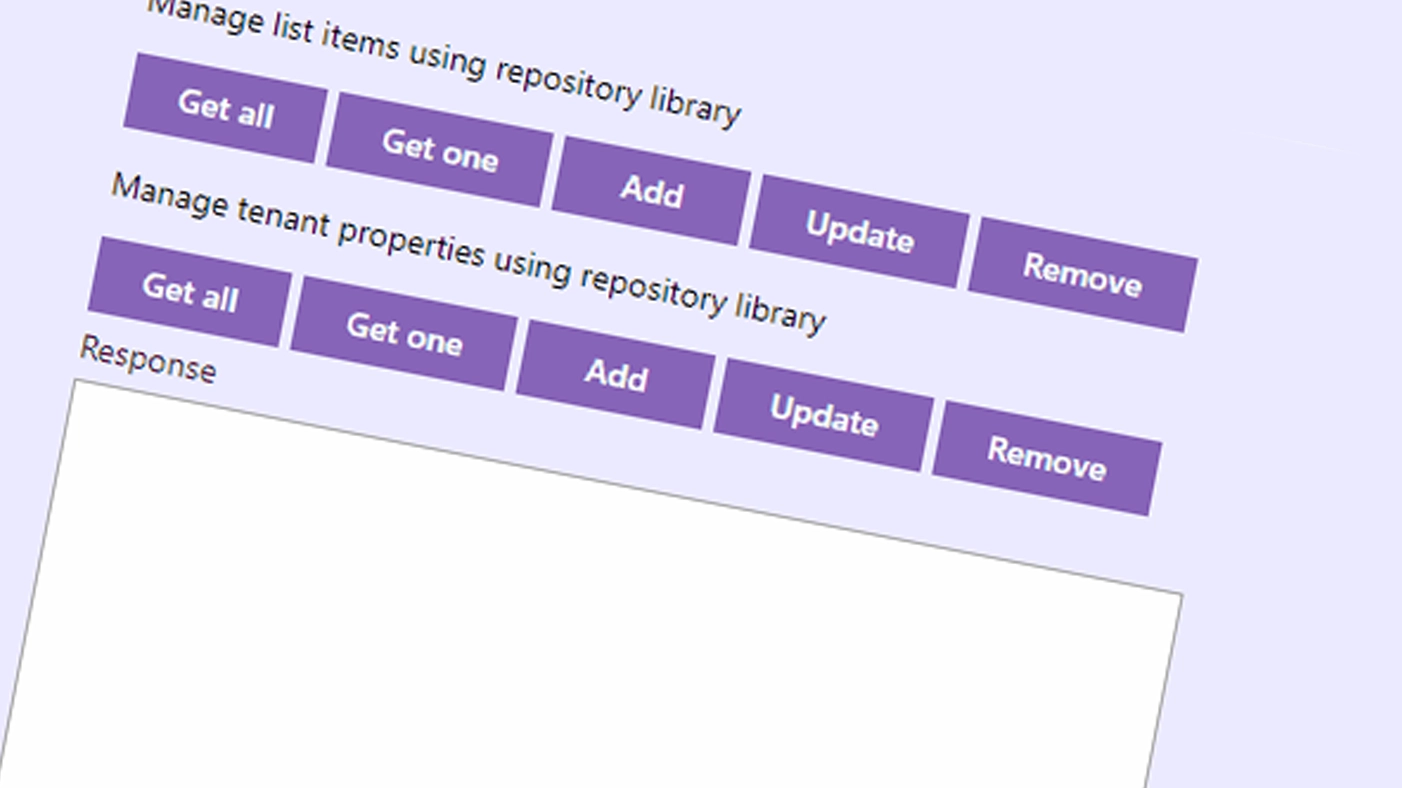 Manage list items using repository library
Get all Get one Add Update Remove
Manage tenant properties using repository library
Get all Get one Add Update Remove
Response